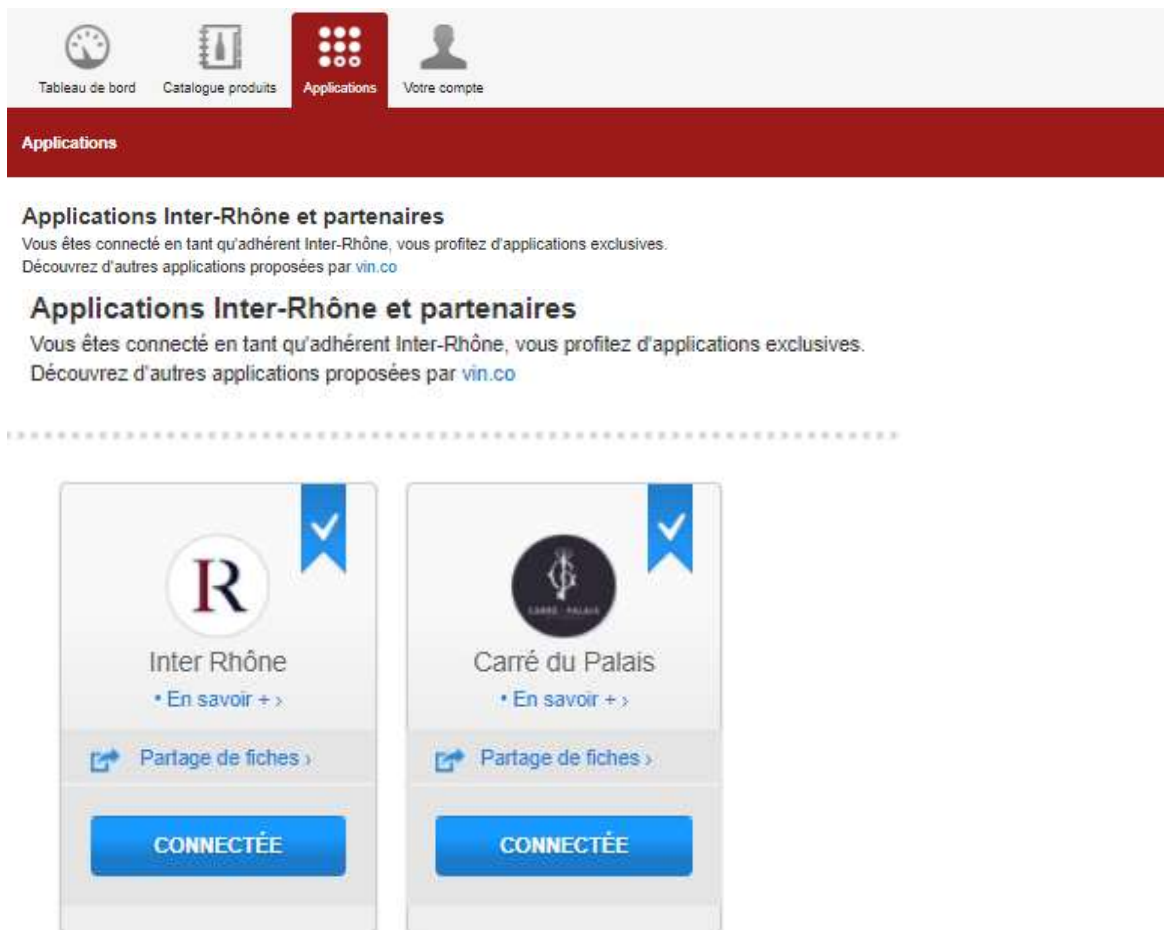 Tableau de bord
Catalogue produits
Applications
Votre compte
Applications
Applications Inter-Rhône et partenaires
Vous êtes connecté en tant qu'adhérent Inter-Rhône, vous profitez d'applications exclusives.
Découvrez d'autres applications proposées par vin.co
Applications Inter-Rhône et partenaires
Vous êtes connecté en tant qu'adhérent Inter-Rhône, vous profitez d'applications exclusives.
Découvrez d'autres applications proposées par vin.co
IR
CARRÉ PALAIS
Inter Rhône
Carré du Palais
• En savoir + ›
• En savoir + ›
Partage de fiches ›
Partage de fiches ›
CONNECTÉE
CONNECTÉE